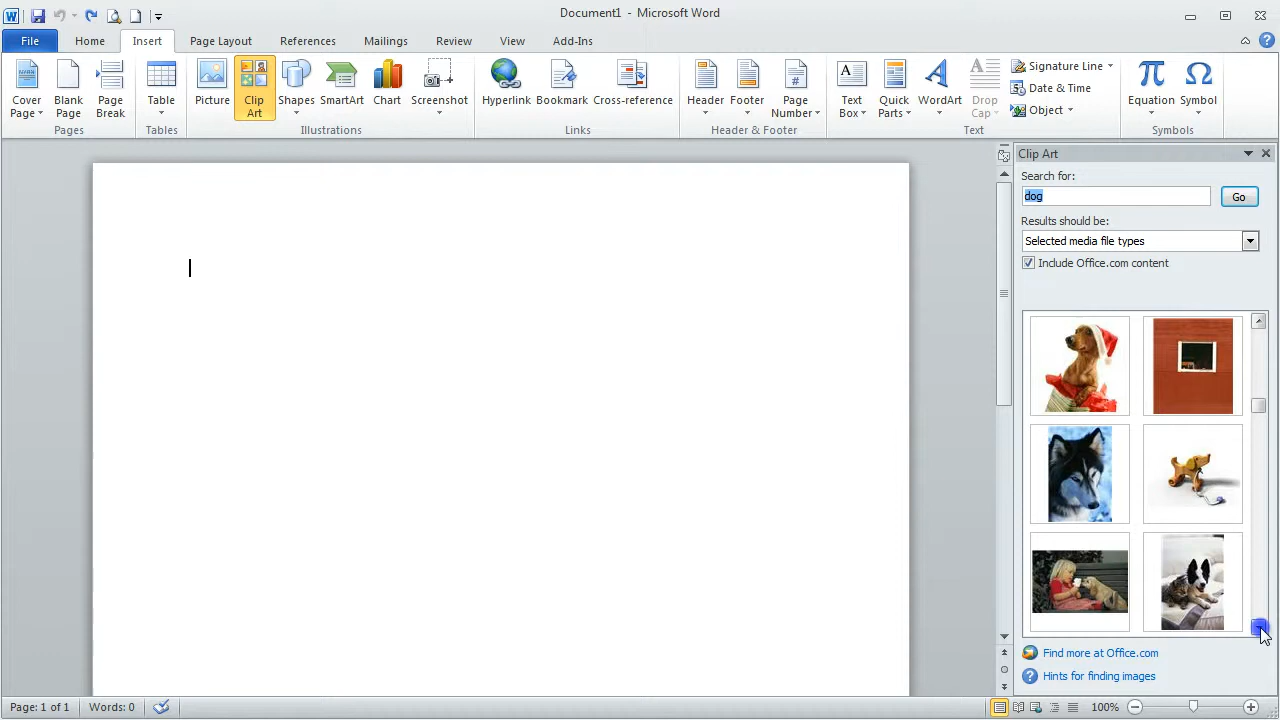 Document1 - Microsoft Word
File Home Insert Page Layout References Mailings Review View Add-Ins
Cover Page
Blank Page
Page Break
Pages
Table
Tables
Picture
Clip Art
Shapes
SmartArt
Chart
Screenshot
Illustrations
Hyperlink
Bookmark
Cross-reference
Links
Header
Footer
Page Number
Header & Footer
Text Box
Quick Parts
WordArt
Drop Cap
Signature Line
Date & Time
Object
Text
Equation
Symbol
Symbols
Clip Art
Search for:
dog
Go
Results should be:
Selected media file types
Include Office.com content
Find more at Office.com
Hints for finding images
Page: 1 of 1 Words: 0 100%